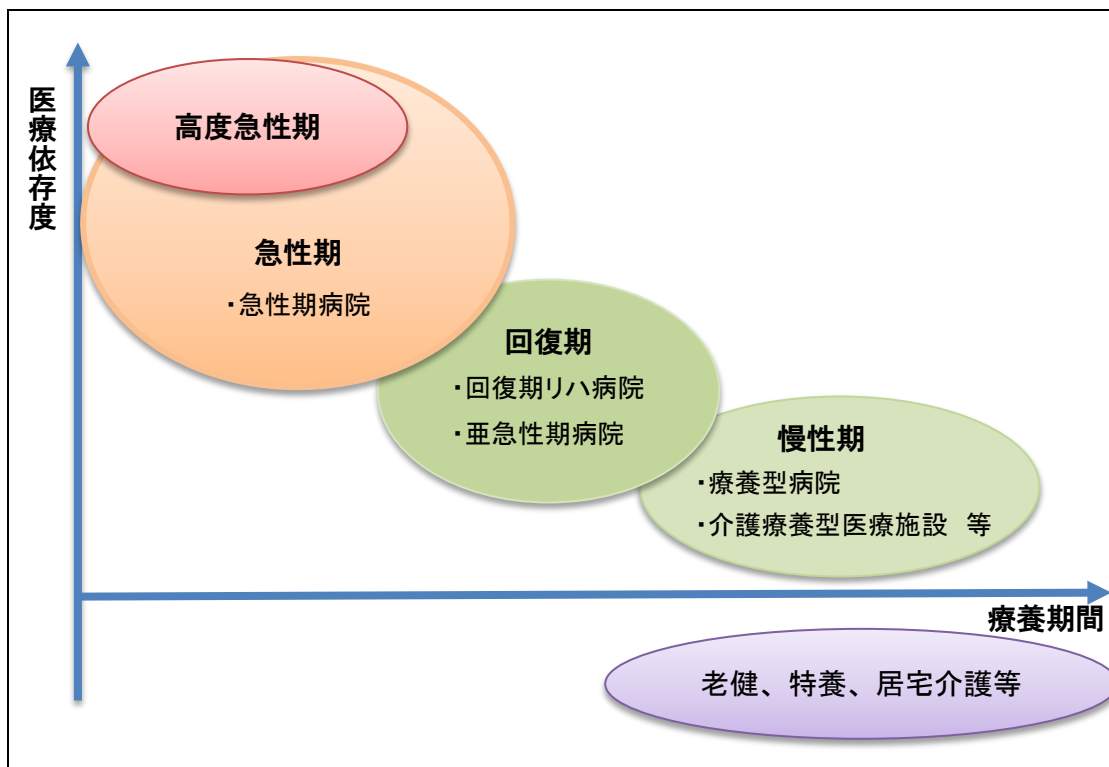 医療依存度
高度急性期
急性期
・急性期病院
回復期
・回復期リハ病院
・亜急性期病院
慢性期
・療養型病院
・介護療養型医療施設　等
療養期間
老健、特養、居宅介護等